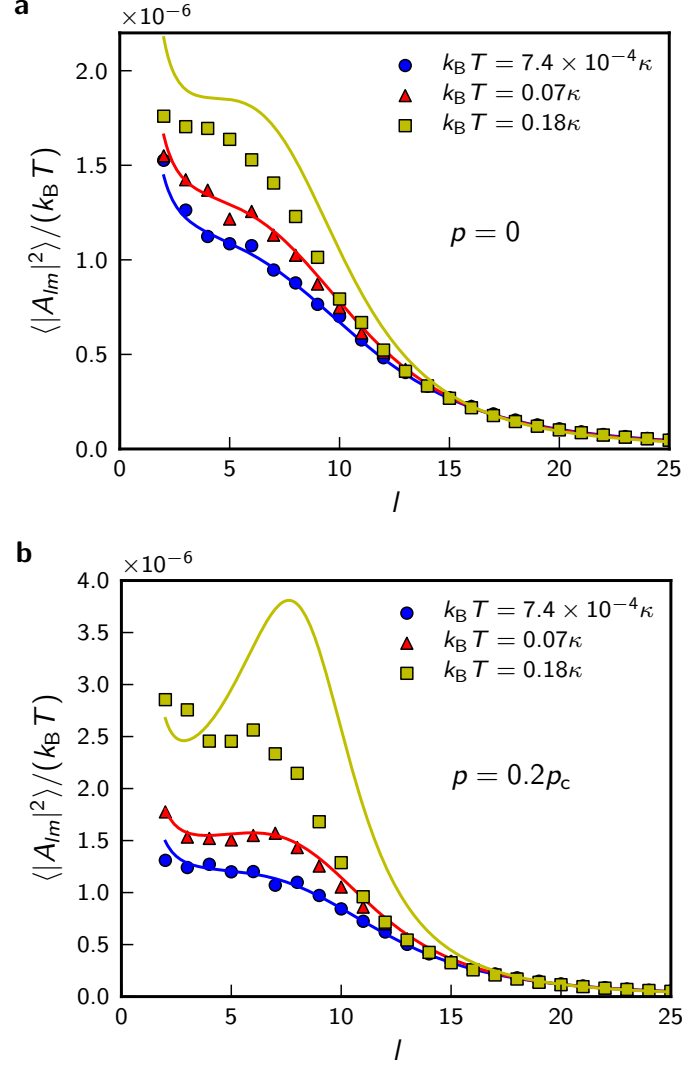 a
×10⁻⁶
k_B T = 7.4 × 10⁻⁴κ
k_B T = 0.07κ
k_B T = 0.18κ
p = 0
⟨|A_lm|²⟩/(k_B T)
2.0
1.5
1.0
0.5
0.0
0 5 10 15 20 25
l
b
×10⁻⁶
k_B T = 7.4 × 10⁻⁴κ
k_B T = 0.07κ
k_B T = 0.18κ
p = 0.2p_c
⟨|A_lm|²⟩/(k_B T)
4.0
3.5
3.0
2.5
2.0
1.5
1.0
0.5
0.0
0 5 10 15 20 25
l